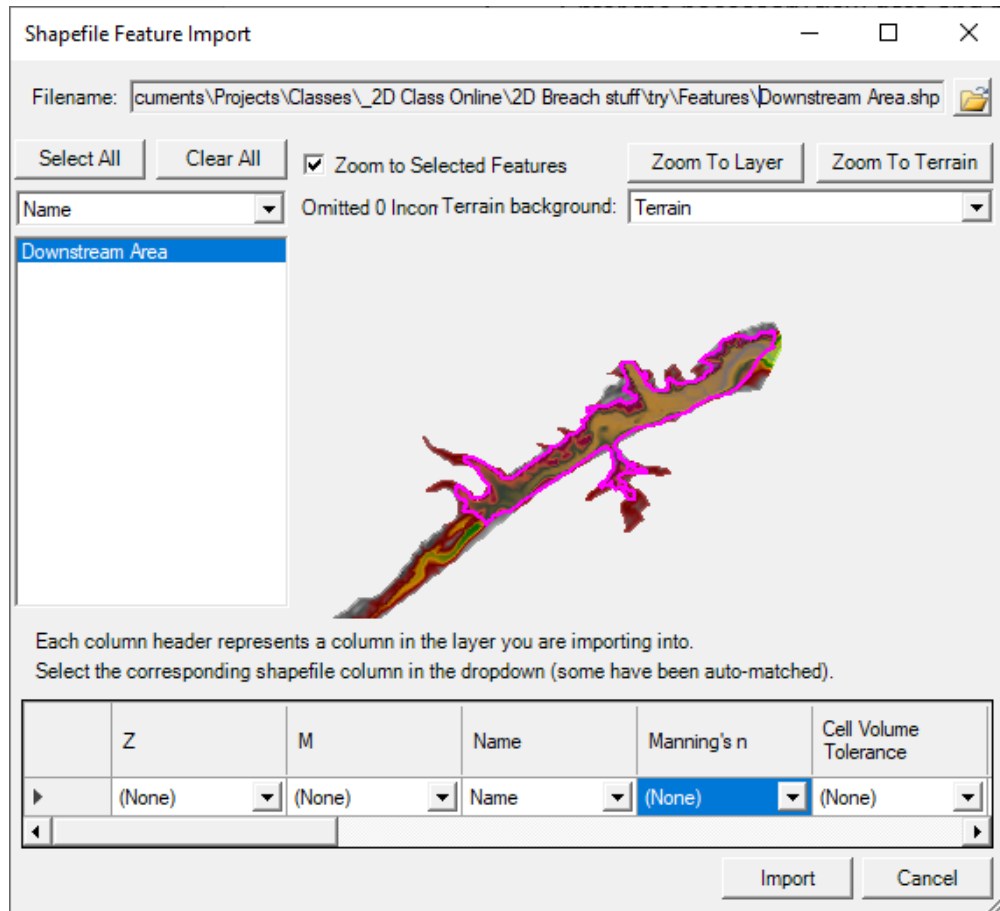 Shapefile Feature Import
Filename: cuments\Projects\Classes\_2D Class Online\2D Breach stuff\try\Features\Downstream Area.shp
Select All Clear All Zoom to Selected Features Zoom To Layer Zoom To Terrain
Name Omitted 0 Incon Terrain background: Terrain
Downstream Area
Each column header represents a column in the layer you are importing into.
Select the corresponding shapefile column in the dropdown (some have been auto-matched).
Z M Name Manning's n Cell Volume Tolerance
(None) (None) Name (None) (None)
Import Cancel